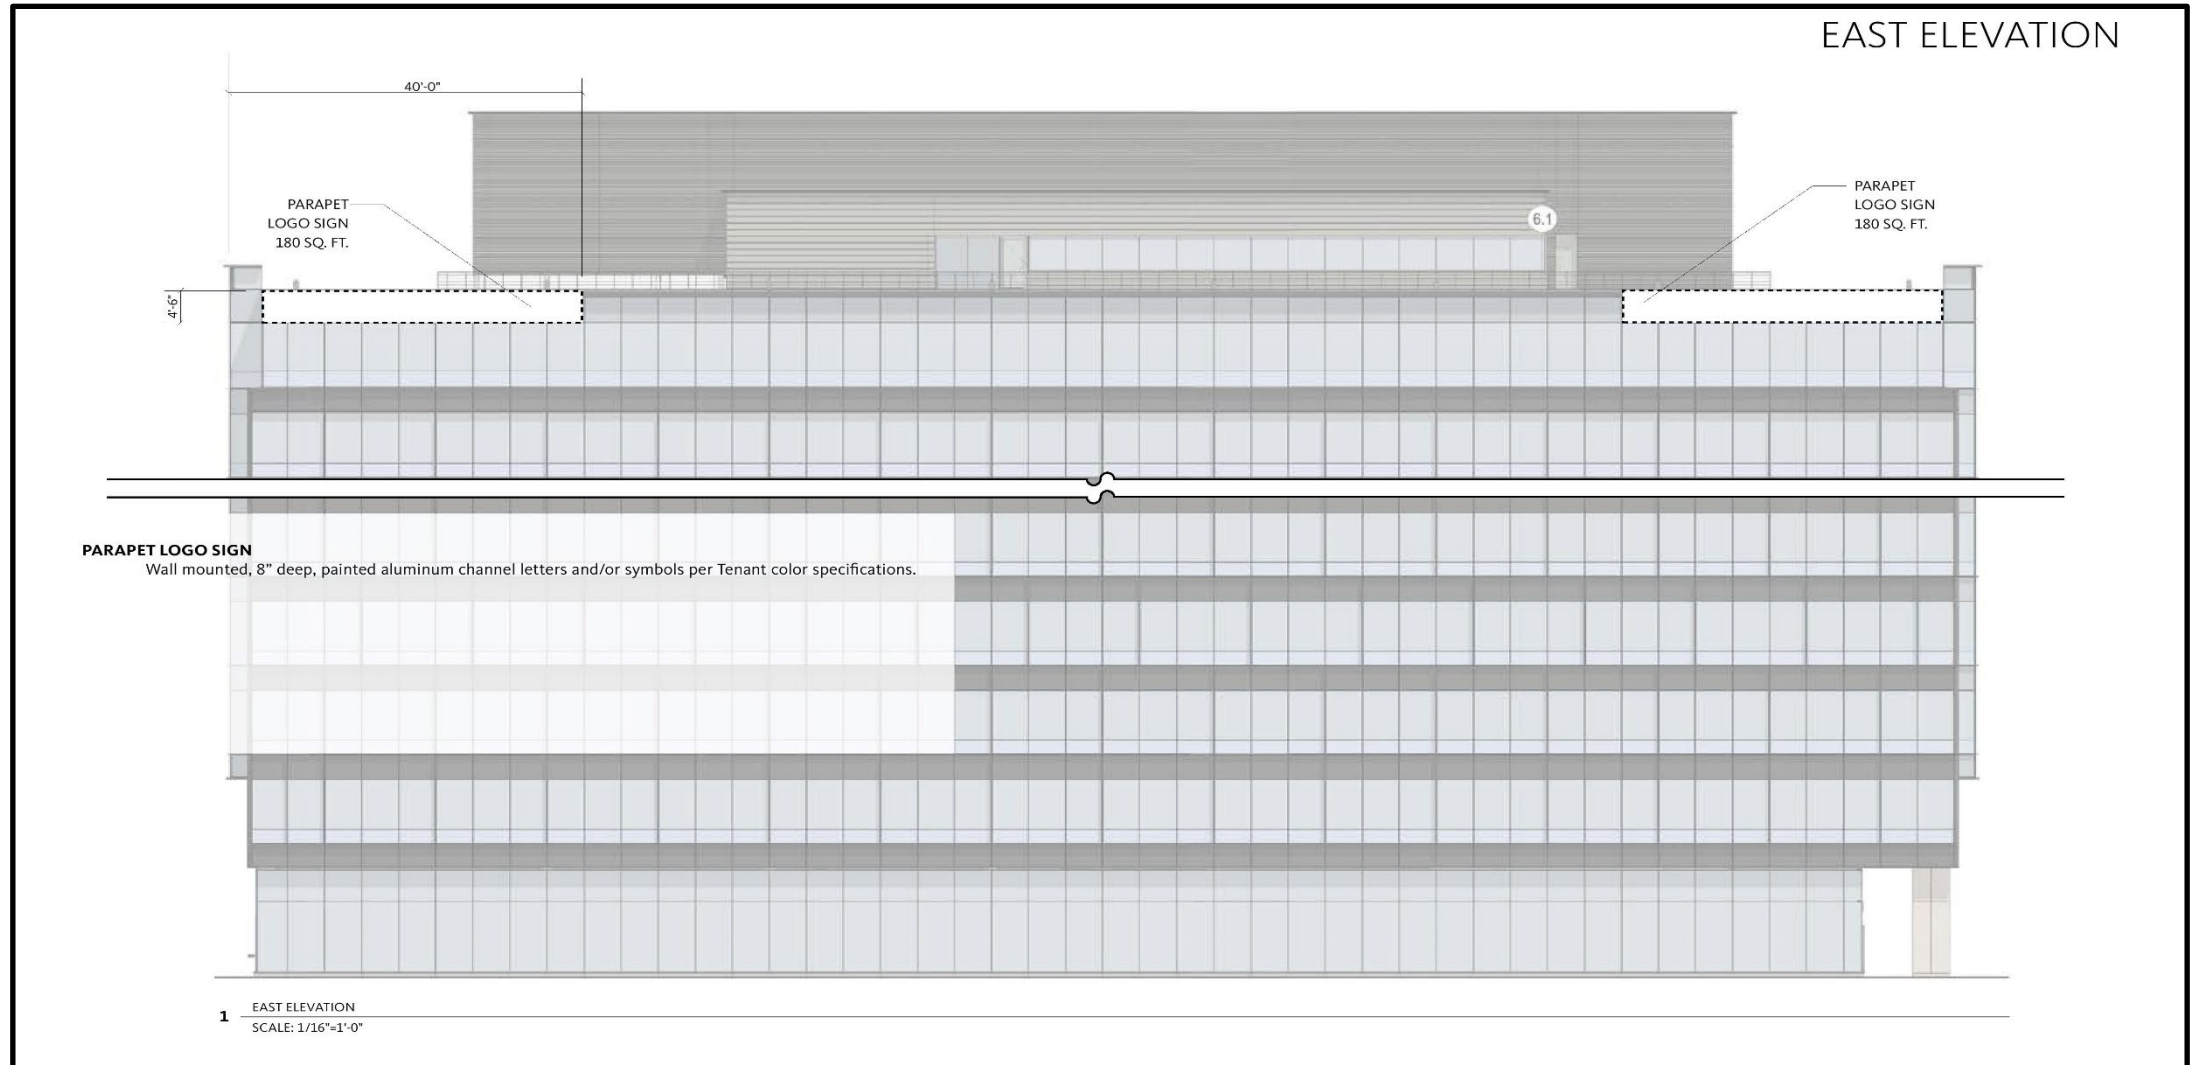 EAST ELEVATION
40'-0"
PARAPET
LOGO SIGN
180 SQ. FT.
PARAPET
LOGO SIGN
180 SQ. FT.
6.1
4'-6"
PARAPET LOGO SIGN
Wall mounted, 8” deep, painted aluminum channel letters and/or symbols per Tenant color specifications.
1
EAST ELEVATION
SCALE: 1/16"=1'-0"